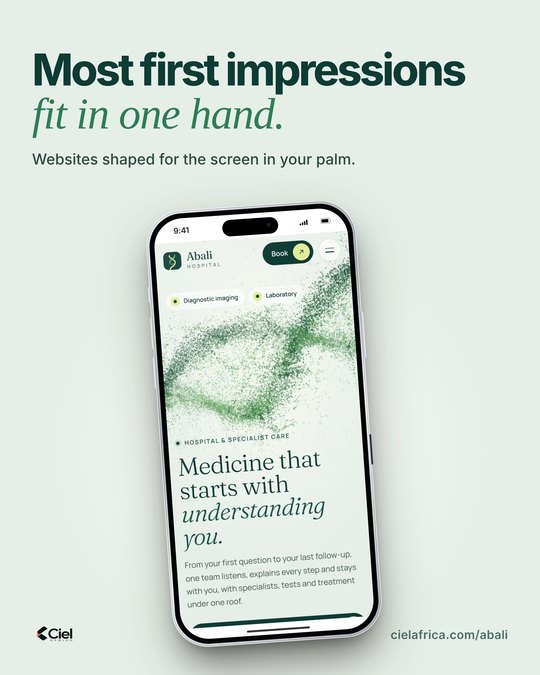 Most first impressions
fit in one hand.
Websites shaped for the screen in your palm.
9:41
Abali
HOSPITAL
Book
Diagnostic imaging
Laboratory
HOSPITAL & SPECIALIST CARE
Medicine that
starts with
understanding
you.
From your first question to your last follow-up,
one team listens, explains every step and stays
with you, with specialists, tests and treatment
under one roof.
Ciel
cielafrica.com/abali